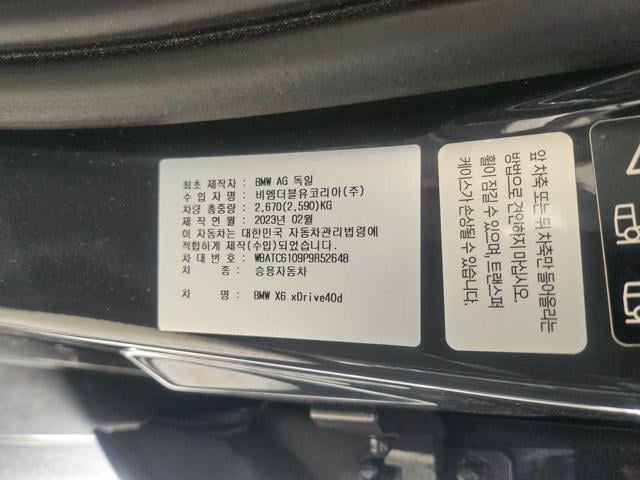 최초 제작자 : BMW AG 독일
수 입 자 명 : 비엠더블유코리아(주)
차량 총중량 : 2,670(2,590)KG
제 작 연 월 : 2023년 02월
이 자동차는 대한민국 자동차관리법령에
적합하게 제작(수입)되었습니다
차 대 번 호 : WBATC6109P9R52648
차 종 : 승용자동차
차 명 : BMW X6 xDrive40d
앞 차축 또는 뒤 차축만 들어올리는
방법으로 견인하지 마십시오.
휠이 잠길 수 있으며, 트랜스퍼
케이스가 손상될 수 있습니다.